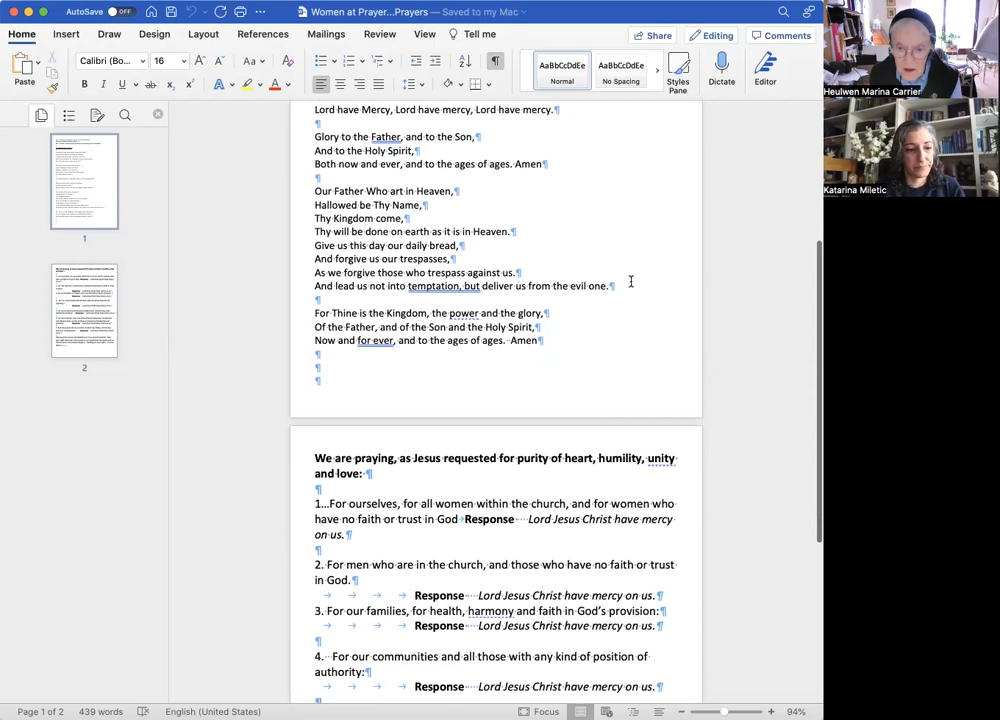 AutoSave OFF
Women at Prayer...Prayers — Saved to my Mac
Home Insert Draw Design Layout References Mailings Review View Tell me
Share Editing Comments
Paste
Calibri (Bo... 16
AaBbCcDdEe
Normal
AaBbCcDdEe
No Spacing
Styles
Pane
Dictate
Editor
1
2
Lord have Mercy, Lord have mercy, Lord have mercy.¶
¶
Glory to the Father, and to the Son,¶
And to the Holy Spirit,¶
Both now and ever, and to the ages of ages. Amen¶
¶
Our Father Who art in Heaven,¶
Hallowed be Thy Name,¶
Thy Kingdom come,¶
Thy will be done on earth as it is in Heaven.¶
Give us this day our daily bread,¶
And forgive us our trespasses,¶
As we forgive those who trespass against us.¶
And lead us not into temptation, but deliver us from the evil one.¶
¶
For Thine is the Kingdom, the power and the glory,¶
Of the Father, and of the Son and the Holy Spirit,¶
Now and for ever, and to the ages of ages. Amen¶
¶
¶
¶
We are praying, as Jesus requested for purity of heart, humility, unity
and love: ¶
¶
1...For ourselves, for all women within the church, and for women who
have no faith or trust in God Response Lord Jesus Christ have mercy
on us.¶
¶
2. For men who are in the church, and those who have no faith or trust
in God.¶
Response Lord Jesus Christ have mercy on us.¶
3. For our families, for health, harmony and faith in God's provision:¶
Response Lord Jesus Christ have mercy on us.¶
¶
4. For our communities and all those with any kind of position of
authority:¶
Response Lord Jesus Christ have mercy on us.¶
Page 1 of 2 439 words English (United States) Focus 94%
Heulwen Marina Carrier
Katarina Miletic